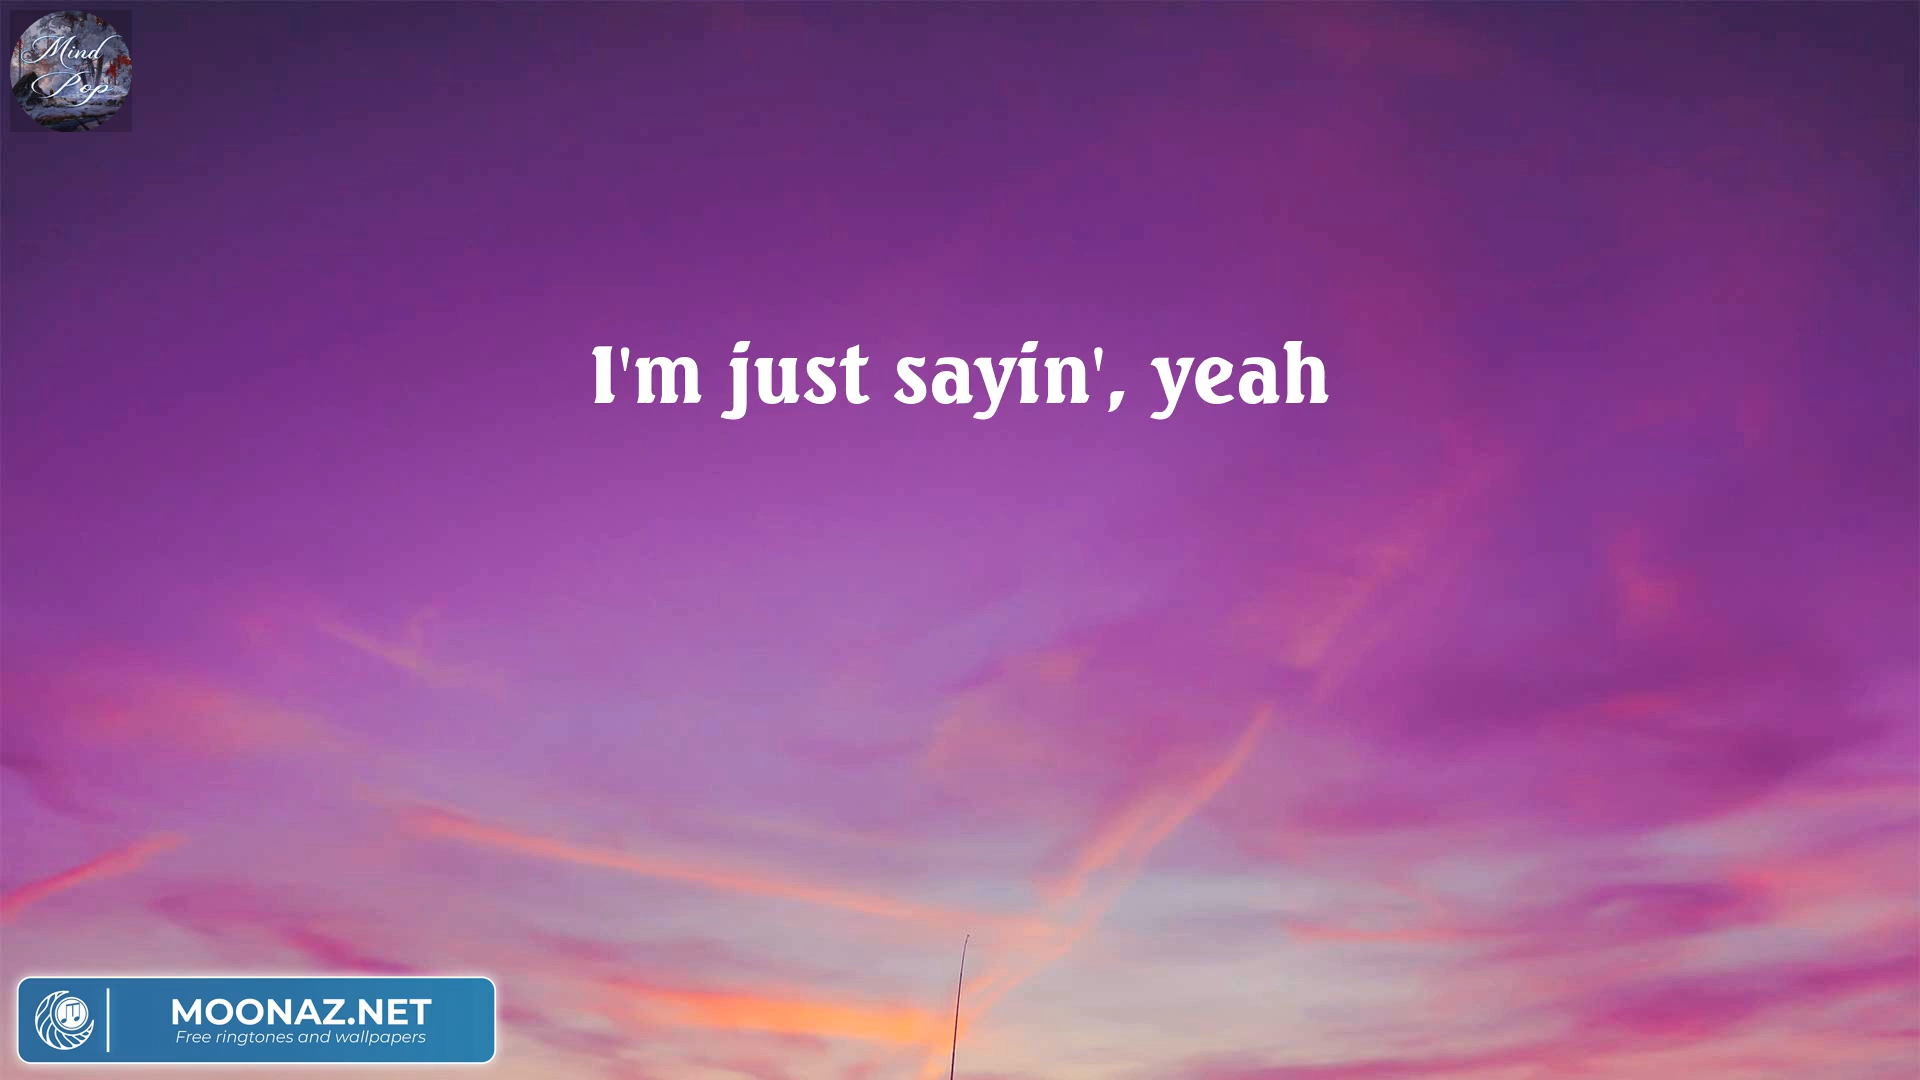 Mind
Pop
I'm just sayin', yeah
MOONAZ.NET
Free ringtones and wallpapers